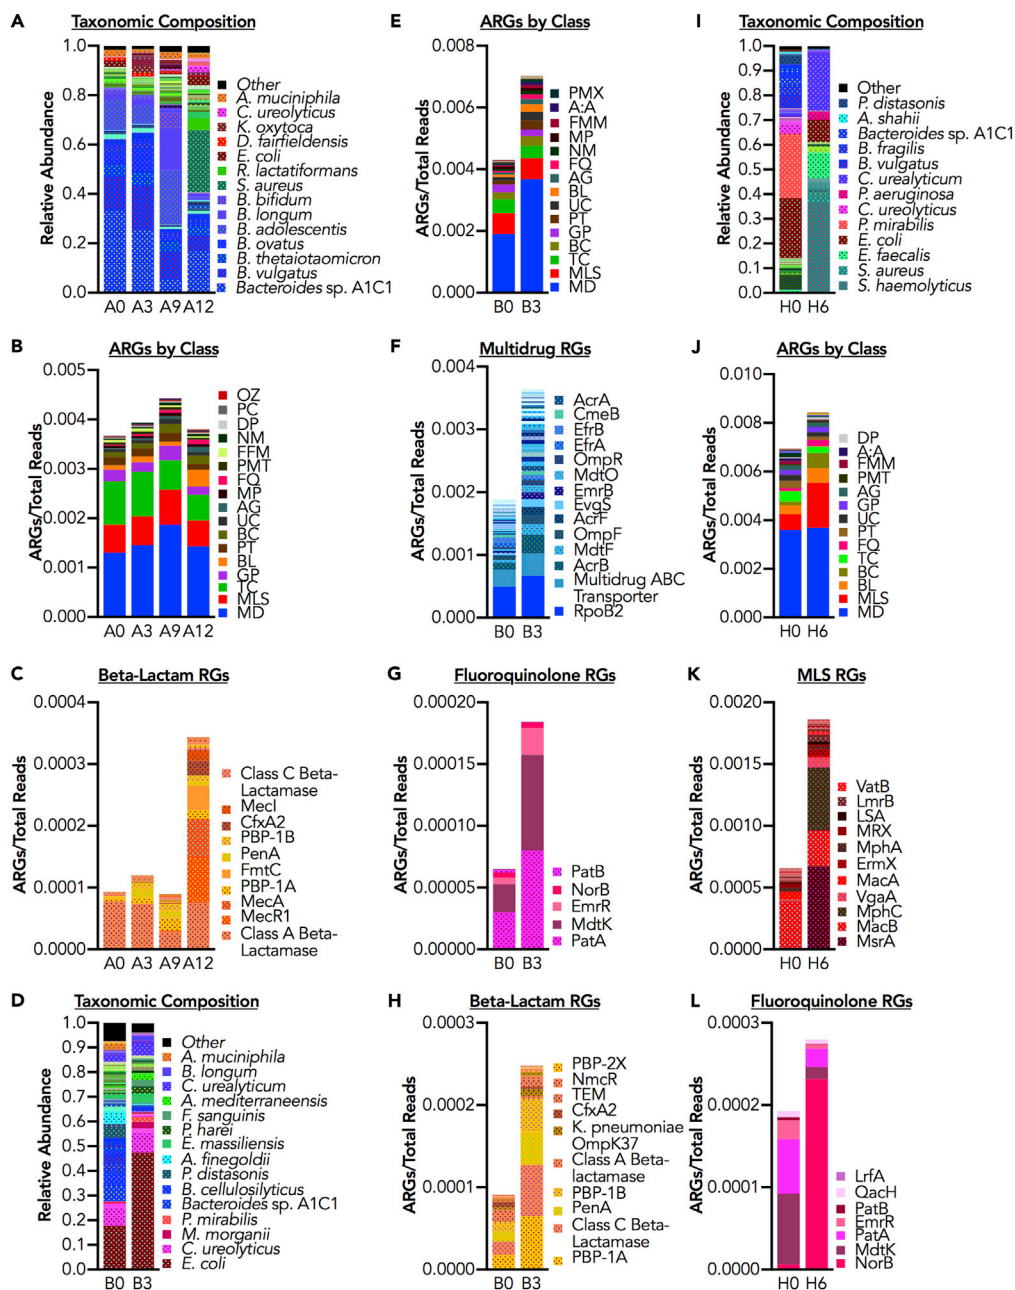 A
Taxonomic Composition
Relative Abundance
1.0
0.8
0.6
0.4
0.2
0.0
A0 A3 A9 A12
Other
A. muciniphila
C. ureolyticus
K. oxytoca
D. fairfieldensis
E. coli
R. lactatiformans
S. aureus
B. bifidum
B. longum
B. adolescentis
B. ovatus
B. thetaiotaomicron
B. vulgatus
Bacteroides sp. A1C1
B
ARGs by Class
ARGs/Total Reads
0.005
0.004
0.003
0.002
0.001
0.000
A0 A3 A9 A12
OZ
PC
DP
NM
FFM
PMT
FQ
MP
AG
UC
BC
PT
BL
GP
TC
MLS
MD
C
Beta-Lactam RGs
ARGs/Total Reads
0.0004
0.0003
0.0002
0.0001
0.0000
A0 A3 A9 A12
Class C Beta-
Lactamase
MecI
CfxA2
PBP-1B
PenA
FmtC
PBP-1A
MecA
MecR1
Class A Beta-
Lactamase
D
Taxonomic Composition
Relative Abundance
1.0
0.9
0.8
0.7
0.6
0.5
0.4
0.3
0.2
0.1
0.0
B0 B3
Other
A. muciniphila
B. longum
C. urealyticum
A. mediterraneensis
F. sanguinis
P. harei
E. massiliensis
A. finegoldii
P. distasonis
B. cellulosilyticus
Bacteroides sp. A1C1
P. mirabilis
M. morganii
C. ureolyticus
E. coli
E
ARGs by Class
ARGs/Total Reads
0.008
0.006
0.004
0.002
0.000
B0 B3
PMX
A:A
FMM
MP
NM
FQ
AG
BL
UC
PT
GP
BC
TC
MLS
MD
F
Multidrug RGs
ARGs/Total Reads
0.004
0.003
0.002
0.001
0.000
B0 B3
AcrA
CmeB
EfrB
EfrA
OmpR
MdtO
EmrB
EvgS
AcrF
OmpF
MdtF
AcrB
Multidrug ABC
Transporter
RpoB2
G
Fluoroquinolone RGs
ARGs/Total Reads
0.00020
0.00015
0.00010
0.00005
0.00000
B0 B3
PatB
NorB
EmrR
MdtK
PatA
H
Beta-Lactam RGs
ARGs/Total Reads
0.0003
0.0002
0.0001
0.0000
B0 B3
PBP-2X
NmcR
TEM
CfxA2
K. pneumoniae
OmpK37
Class A Beta-
lactamase
PBP-1B
PenA
Class C Beta-
Lactamase
PBP-1A
I
Taxonomic Composition
Relative Abundance
1.0
0.9
0.8
0.7
0.6
0.5
0.4
0.3
0.2
0.1
0.0
H0 H6
Other
P. distasonis
A. shahii
Bacteroides sp. A1C1
B. fragilis
B. vulgatus
C. urealyticum
P. aeruginosa
C. ureolyticus
P. mirabilis
E. coli
E. faecalis
S. aureus
S. haemolyticus
J
ARGs by Class
ARGs/Total Reads
0.010
0.008
0.006
0.004
0.002
0.000
H0 H6
DP
A:A
FMM
PMT
AG
GP
UC
PT
FQ
TC
BC
BL
MLS
MD
K
MLS RGs
ARGs/Total Reads
0.0020
0.0015
0.0010
0.0005
0.0000
H0 H6
VatB
LmrB
LSA
MRX
MphA
ErmX
MacA
VgaA
MphC
MacB
MsrA
L
Fluoroquinolone RGs
ARGs/Total Reads
0.0003
0.0002
0.0001
0.0000
H0 H6
LrfA
QacH
PatB
EmrR
PatA
MdtK
NorB